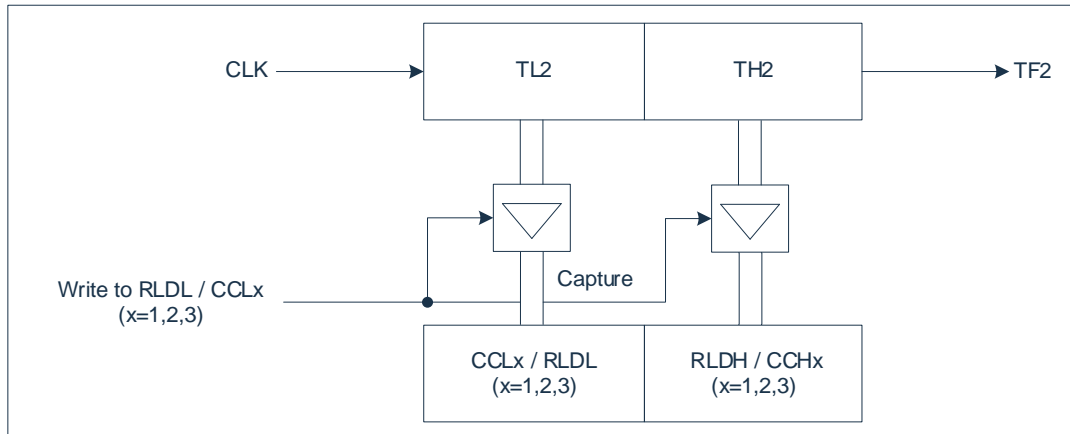 CLK
TL2
TH2
TF2
Write to RLDL / CCLx
(x=1,2,3)
Capture
CCLx / RLDL
(x=1,2,3)
RLDH / CCHx
(x=1,2,3)